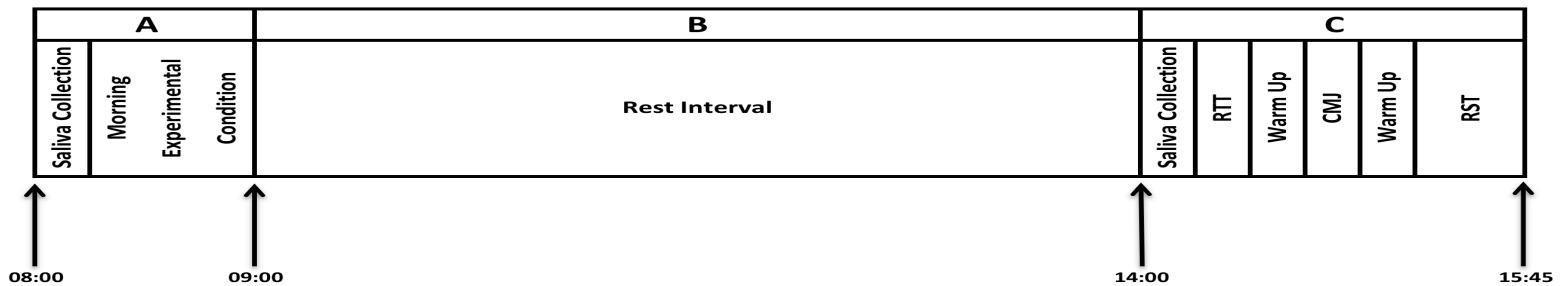 A
B
C
Saliva Collection
Morning
Experimental
Condition
Rest Interval
Saliva Collection
RTT
Warm Up
CMJ
Warm Up
RST
08:00
09:00
14:00
15:45